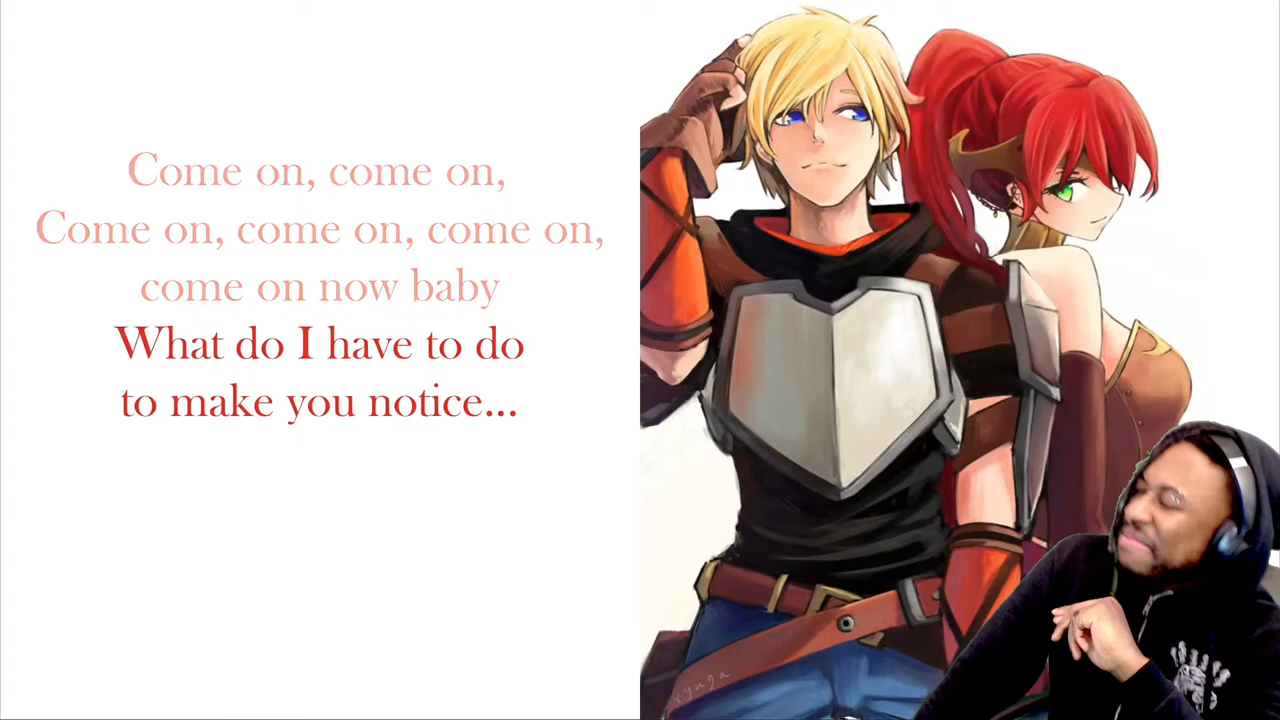 Come on, come on,
Come on, come on, come on,
come on now baby
What do I have to do
to make you notice...
xyuga